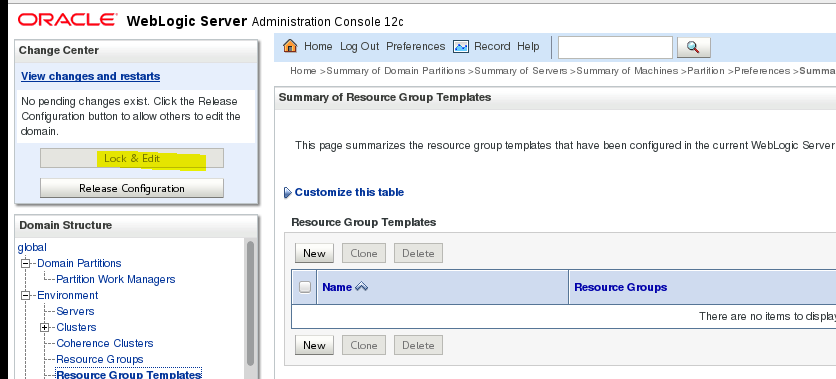 ORACLE WebLogic Server Administration Console 12c
Change Center
View changes and restarts
No pending changes exist. Click the Release
Configuration button to allow others to edit the
domain.
Lock & Edit
Release Configuration
Domain Structure
global
Domain Partitions
Partition Work Managers
Environment
Servers
Clusters
Coherence Clusters
Resource Groups
Resource Group Templates
Home Log Out Preferences Record Help
Home >Summary of Domain Partitions >Summary of Servers >Summary of Machines >Partition >Preferences >Summa
Summary of Resource Group Templates
This page summarizes the resource group templates that have been configured in the current WebLogic Server
Customize this table
Resource Group Templates
New Clone Delete
Name Resource Groups
There are no items to display
New Clone Delete